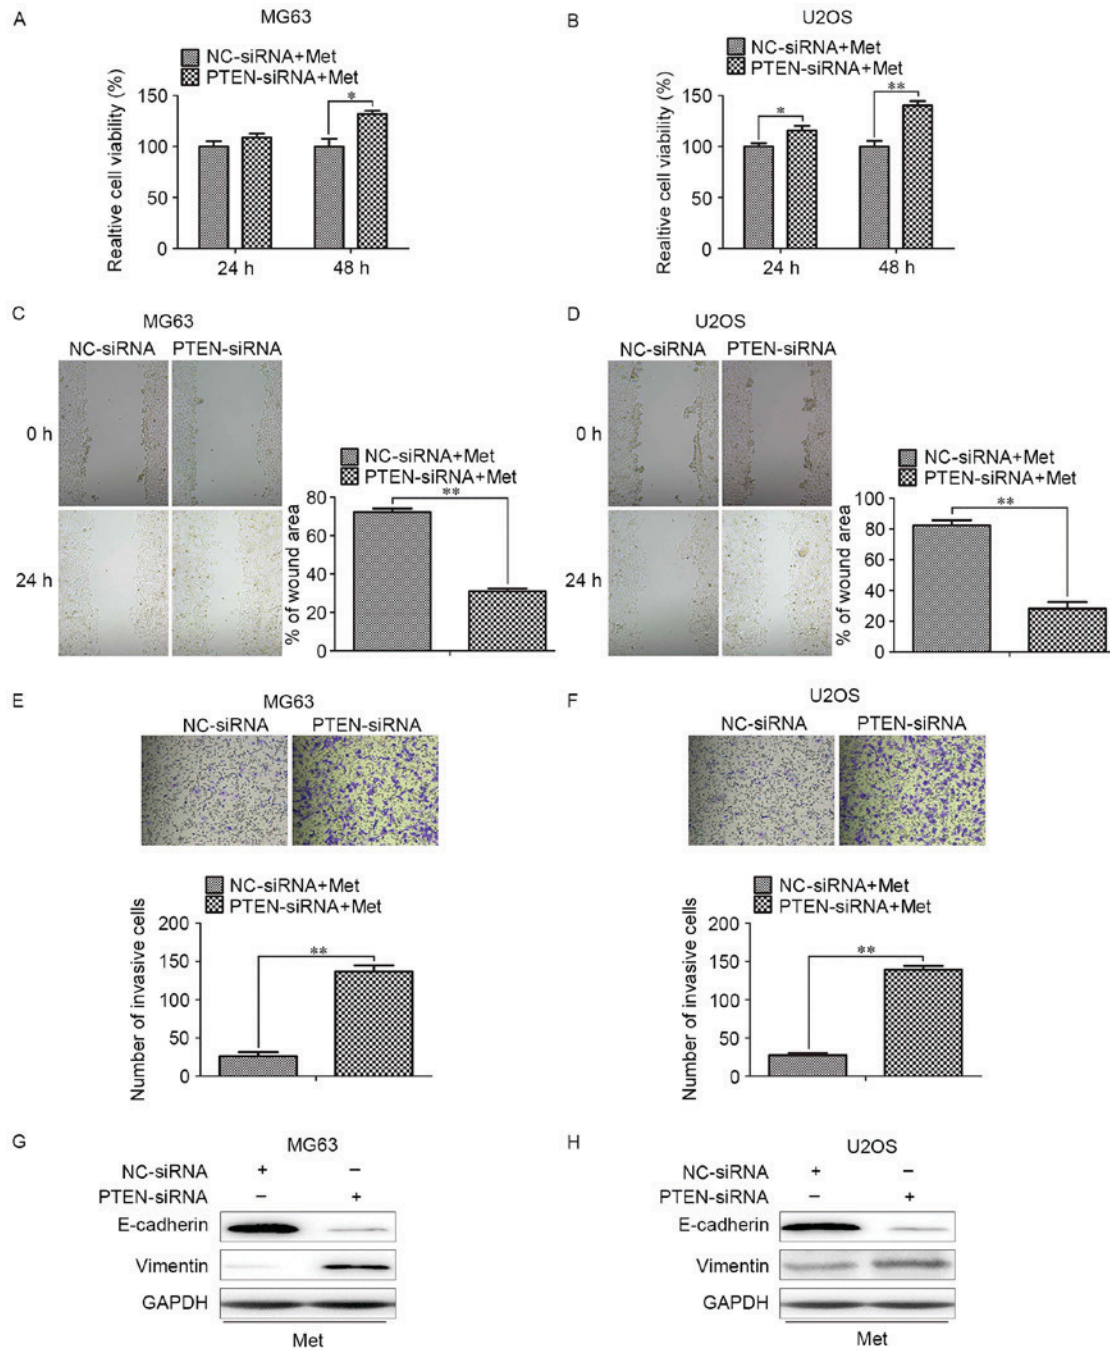 A
MG63
NC-siRNA+Met
PTEN-siRNA+Met
Realtive cell viability (%)
150
100
50
0
*
24 h
48 h
B
U2OS
NC-siRNA+Met
PTEN-siRNA+Met
Realtive cell viability (%)
150
100
50
0
*
**
24 h
48 h
C
MG63
NC-siRNA PTEN-siRNA
0 h
24 h
NC-siRNA+Met
PTEN-siRNA+Met
% of wound area
80
60
40
20
0
**
D
U2OS
NC-siRNA PTEN-siRNA
0 h
24 h
NC-siRNA+Met
PTEN-siRNA+Met
% of wound area
100
80
60
40
20
0
**
E
MG63
NC-siRNA PTEN-siRNA
NC-siRNA+Met
PTEN-siRNA+Met
Number of invasive cells
200
150
100
50
0
**
F
U2OS
NC-siRNA PTEN-siRNA
NC-siRNA+Met
PTEN-siRNA+Met
Number of invasive cells
200
150
100
50
0
**
G
MG63
NC-siRNA + –
PTEN-siRNA – +
E-cadherin
Vimentin
GAPDH
Met
H
U2OS
NC-siRNA + –
PTEN-siRNA – +
E-cadherin
Vimentin
GAPDH
Met